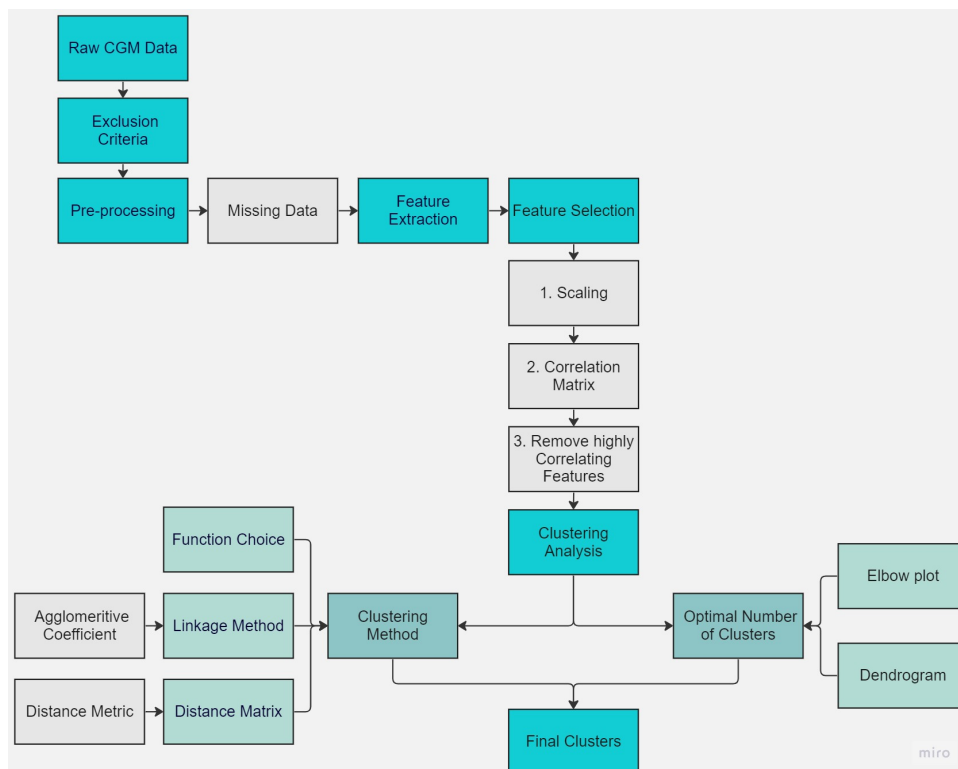 Raw CGM Data
Exclusion
Criteria
Pre-processing
Missing Data
Feature
Extraction
Feature Selection
1. Scaling
2. Correlation
Matrix
3. Remove highly
Correlating
Features
Clustering
Analysis
Function Choice
Agglomeritive
Coefficient
Linkage Method
Clustering
Method
Optimal Number
of Clusters
Elbow plot
Dendrogram
Distance Metric
Distance Matrix
Final Clusters
miro